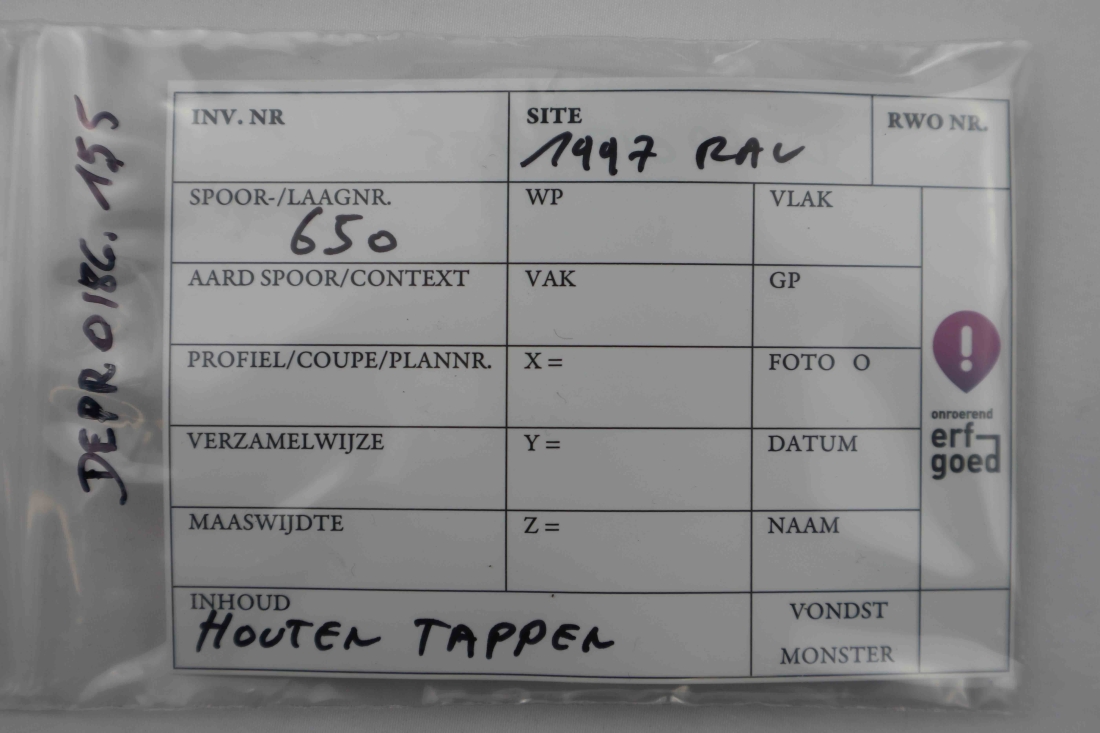 DEPR.0186.155
INV. NR
SITE
1997 RAV
RWO NR.
SPOOR-/LAAGNR.
650
WP
VLAK
AARD SPOOR/CONTEXT
VAK
GP
PROFIEL/COUPE/PLANNR.
X =
FOTO O
VERZAMELWIJZE
Y =
DATUM
MAASWIJDTE
Z =
NAAM
INHOUD
HOUTEN TAPPEN
VONDST
MONSTER
onroerend
erf
goed